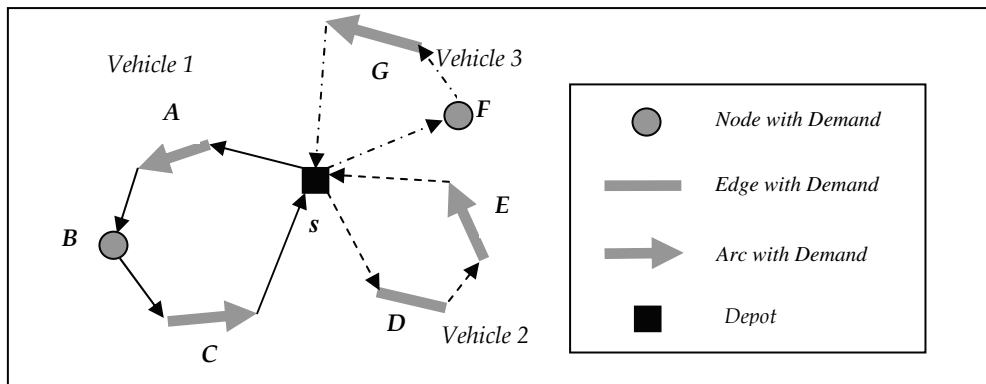 Vehicle 1
Vehicle 3
G
A
F
B
s
E
D
C
Vehicle 2
Node with Demand
Edge with Demand
Arc with Demand
Depot